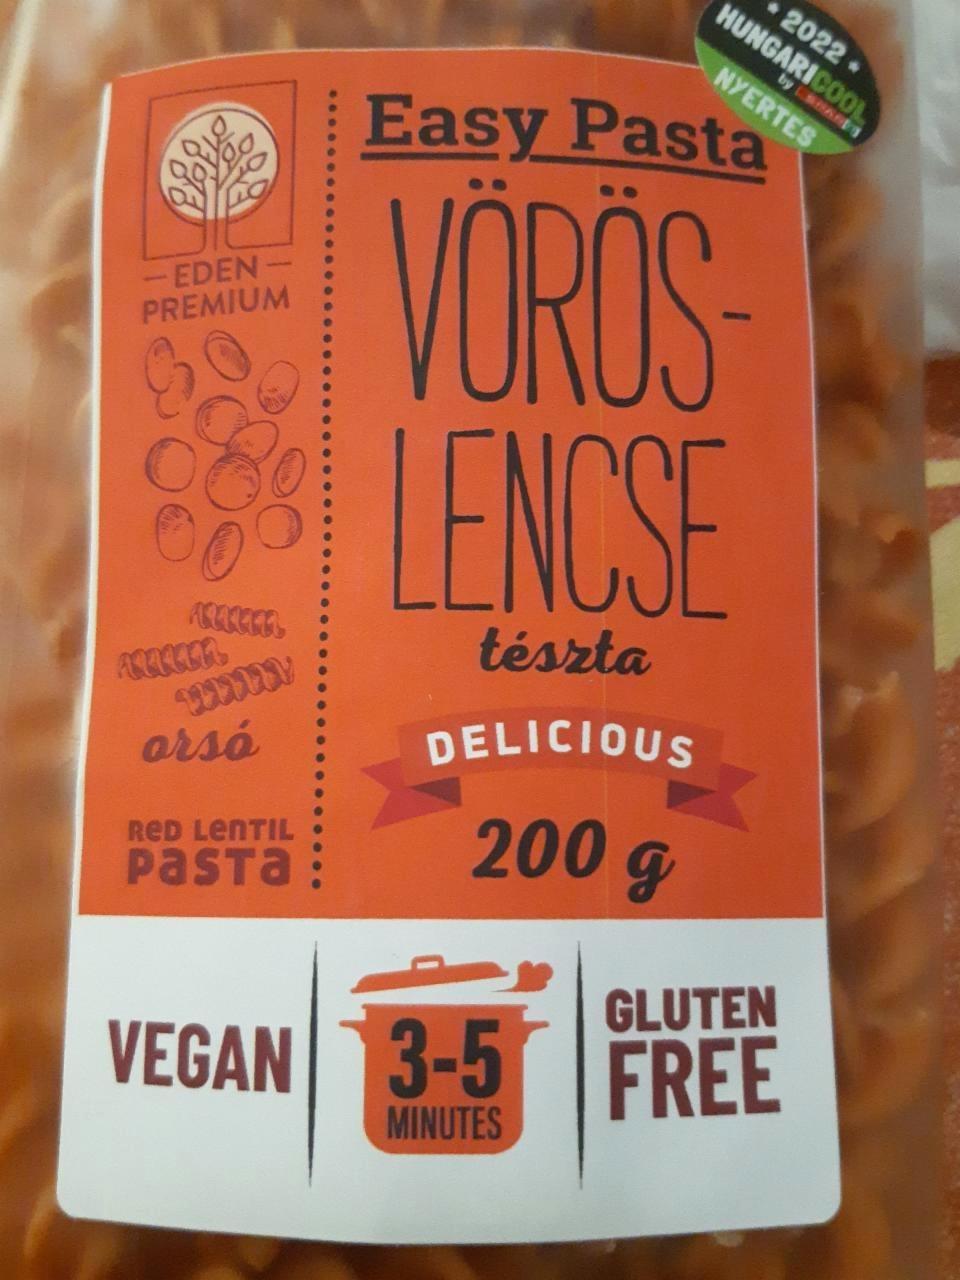 2022
HUNGARICOOL
by SPAR
NYERTES
EDEN
PREMIUM
orsó
RED LENTIL
PASTA
Easy Pasta
VÖRÖS-
LENCSE
tészta
DELICIOUS
200 g
VEGAN
3-5
MINUTES
GLUTEN
FREE